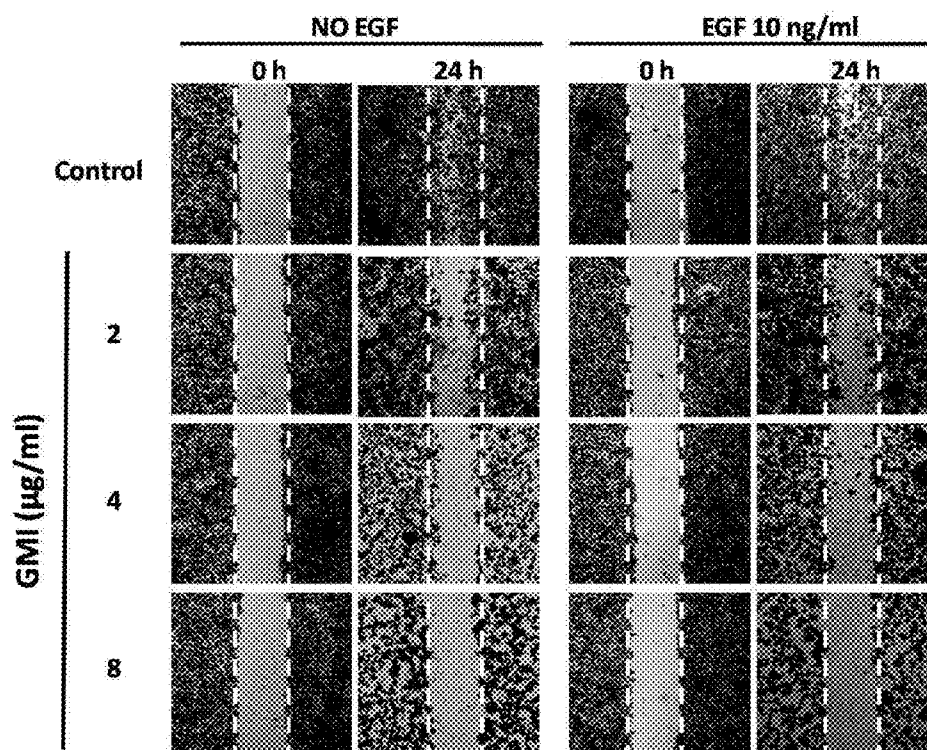 NO EGF EGF 10 ng/ml
0 h 24 h 0 h 24 h
Control
2
4
8
GMI (µg/ml)